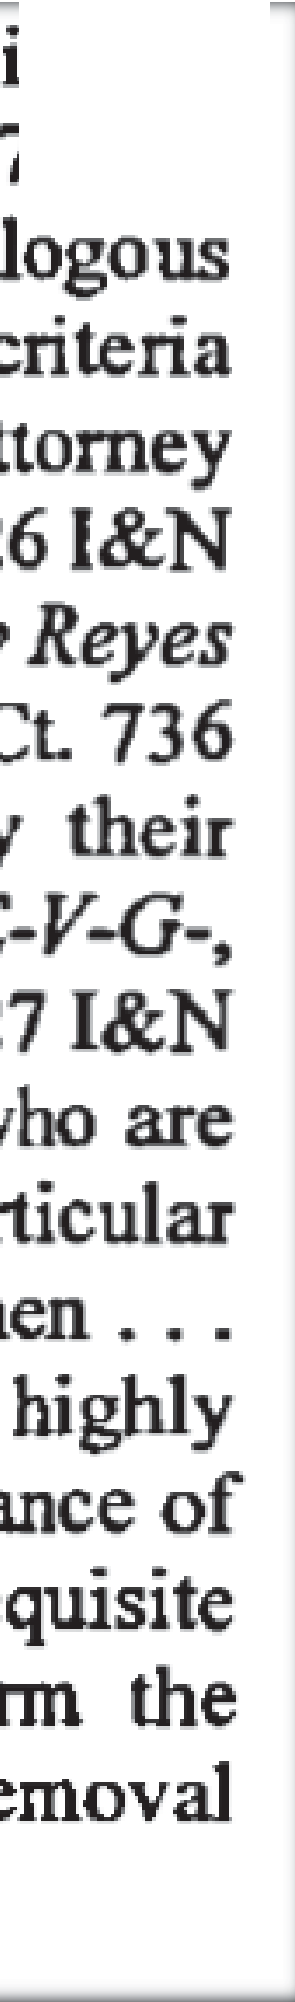 i
7
logous
criteria
ttorney
6 I&N
Reyes
Ct. 736
y their
-V-G-,
7 I&N
who are
rticular
en . . .
highly
ance of
quisite
rm the
emoval